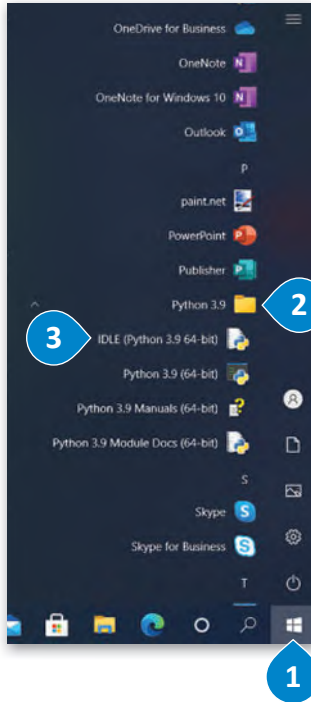 OneDrive for Business
OneNote
OneNote for Windows 10
Outlook
P
paint.net
PowerPoint
Publisher
Python 3.9
2
3
IDLE (Python 3.9 64-bit)
Python 3.9 (64-bit)
Python 3.9 Manuals (64-bit)
Python 3.9 Module Docs (64-bit)
S
Skype
Skype for Business
T
1